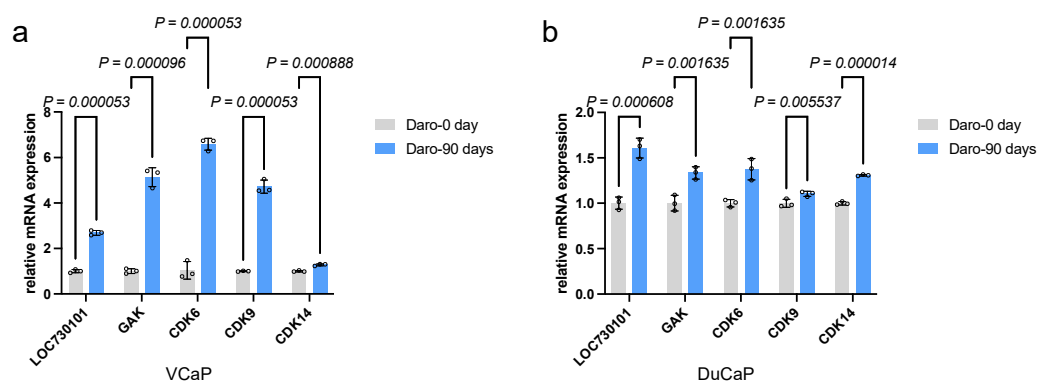 a
P = 0.000053
P = 0.000096
P = 0.000888
P = 0.000053
P = 0.000053
8
6
4
2
0
relative mRNA expression
LOC730101
GAK
CDK6
CDK9
CDK14
VCaP
Daro-0 day
Daro-90 days
b
P = 0.001635
P = 0.001635
P = 0.000014
P = 0.000608
P = 0.005537
2.0
1.5
1.0
0.5
0.0
relative mRNA expression
LOC730101
GAK
CDK6
CDK9
CDK14
DuCaP
Daro-0 day
Daro-90 days